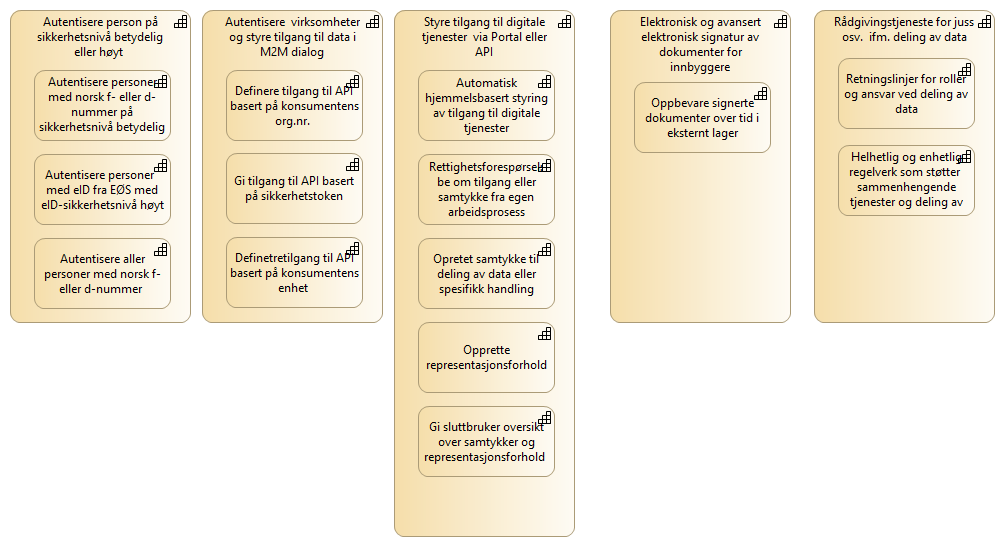 Autentisere person på
sikkerhetsnivå betydelig
eller høyt
Autentisere personer
med norsk f- eller d-
nummer på
sikkerhetsnivå betydelig
Autentisere personer
med eID fra EØS med
eID-sikkerhetsnivå høyt
Autentisere aller
personer med norsk f-
eller d-nummer
Autentisere  virksomheter
og styre tilgang til data i
M2M dialog
Definere tilgang til API
basert på konsumentens
org.nr.
Gi tilgang til API basert
på sikkerhetstoken
Definetretilgang til API
basert på konsumentens
enhet
Styre tilgang til digitale
tjenester  via Portal eller
API
Automatisk
hjemmelsbasert styring
av tilgang til digitale
tjenester
Rettighetsforespørsel:
be om tilgang eller
samtykke fra egen
arbeidsprosess
Opretet samtykke til
deling av data eller
spesifikk handling
Opprette
representasjonsforhold
Gi sluttbruker oversikt
over samtykker og
representasjonsforhold
Elektronisk og avansert
elektronisk signatur av
dokumenter for
innbyggere
Oppbevare signerte
dokumenter over tid i
eksternt lager
Rådgivingstjeneste for juss
osv.  ifm. deling av data
Retningslinjer for roller
og ansvar ved deling av
data
Helhetlig og enhetlig
regelverk som støtter
sammenhengende
tjenester og deling av